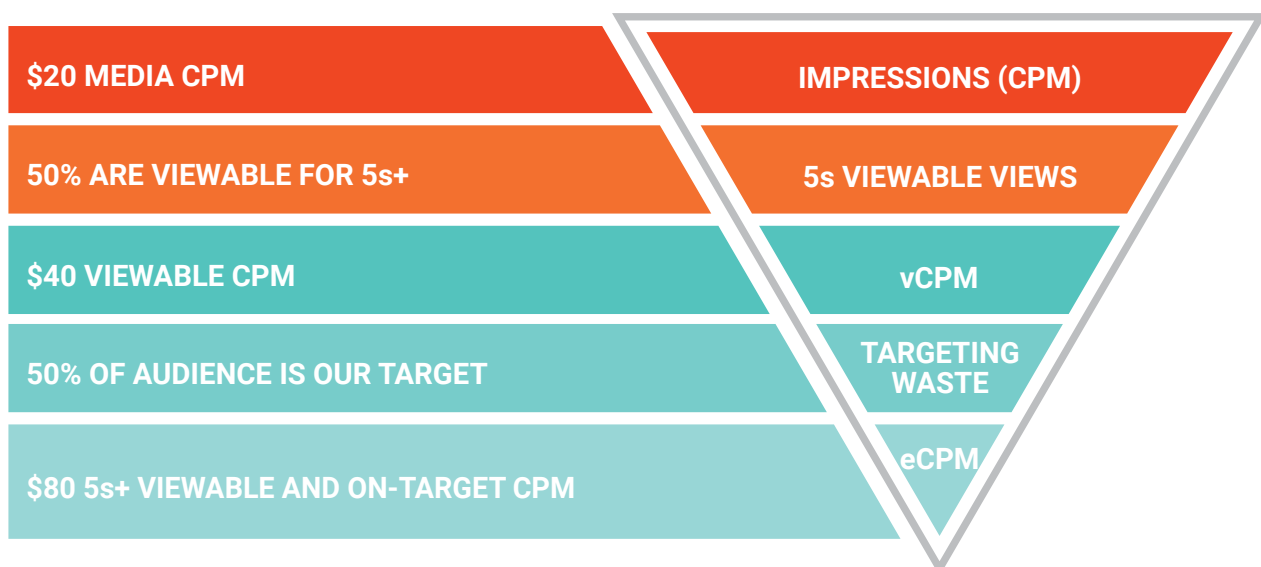 $20 MEDIA CPM
IMPRESSIONS (CPM)
50% ARE VIEWABLE FOR 5s+
5s VIEWABLE VIEWS
$40 VIEWABLE CPM
vCPM
50% OF AUDIENCE IS OUR TARGET
TARGETING
WASTE
$80 5s+ VIEWABLE AND ON-TARGET CPM
eCPM